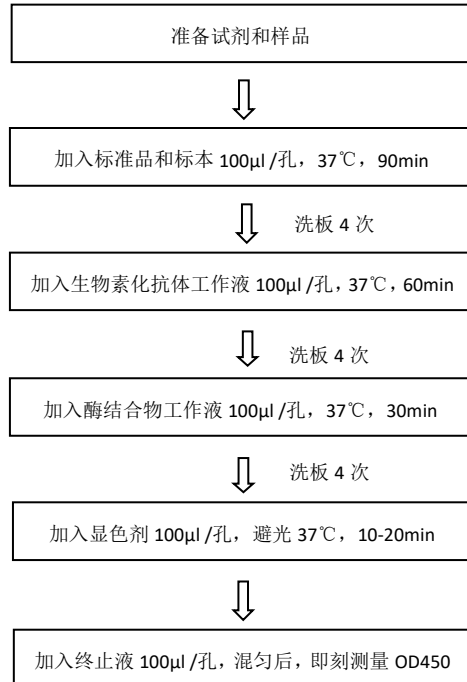 准备试剂和样品
加入标准品和标本 100μl /孔，37℃，90min
洗板 4 次
加入生物素化抗体工作液 100μl /孔，37℃，60min
洗板 4 次
加入酶结合物工作液 100μl /孔，37℃，30min
洗板 4 次
加入显色剂 100μl /孔，避光 37℃，10-20min
加入终止液 100μl /孔，混匀后，即刻测量 OD450